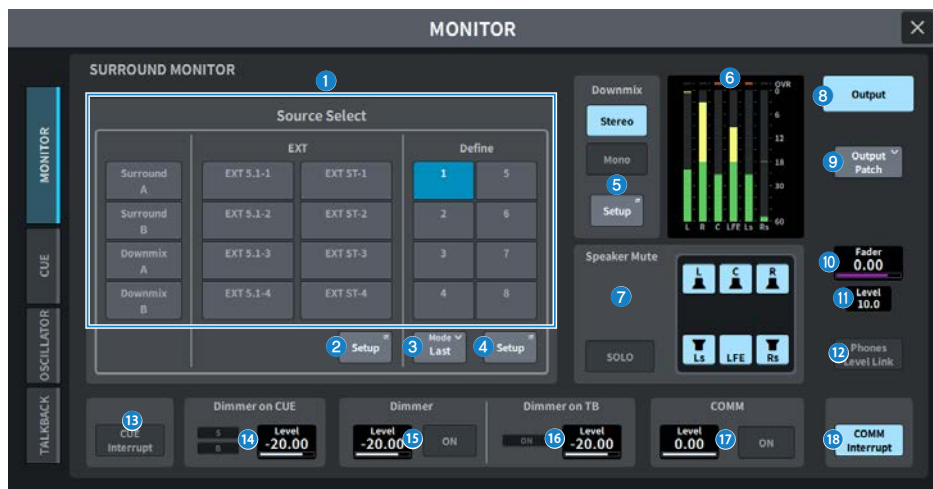 MONITOR
SURROUND MONITOR
1
Source Select
EXT
Define
Surround A
EXT 5.1-1
EXT ST-1
1
5
Surround B
EXT 5.1-2
EXT ST-2
2
6
Downmix A
EXT 5.1-3
EXT ST-3
3
7
Downmix B
EXT 5.1-4
EXT ST-4
4
8
2
Setup
3
Mode
Last
4
Setup
Downmix
Stereo
Mono
5
Setup
6
OVR
0
6
12
18
30
60
L R C LFE Ls Rs
Speaker Mute
7
SOLO
L C R
Ls LFE Rs
8
Output
9
Output
Patch
10
Fader
0.00
11
Level
10.0
12
Phones
Level Link
MONITOR
CUE
OSCILLATOR
TALKBACK
13
CUE
Interrupt
Dimmer on CUE
S
B
14
Level
-20.00
Dimmer
Level
-20.00
15
ON
Dimmer on TB
ON
16
Level
-20.00
COMM
Level
0.00
17
ON
18
COMM
Interrupt